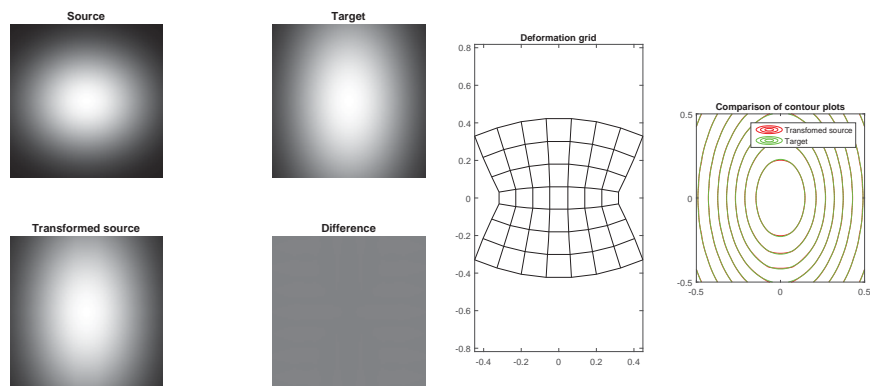 Source
Target
Transformed source
Difference
Deformation grid
0.8
0.6
0.4
0.2
0
-0.2
-0.4
-0.6
-0.8
-0.4
-0.2
0
0.2
0.4
Comparison of contour plots
0.5
0
-0.5
-0.5
0
0.5
Transfomed source
Target